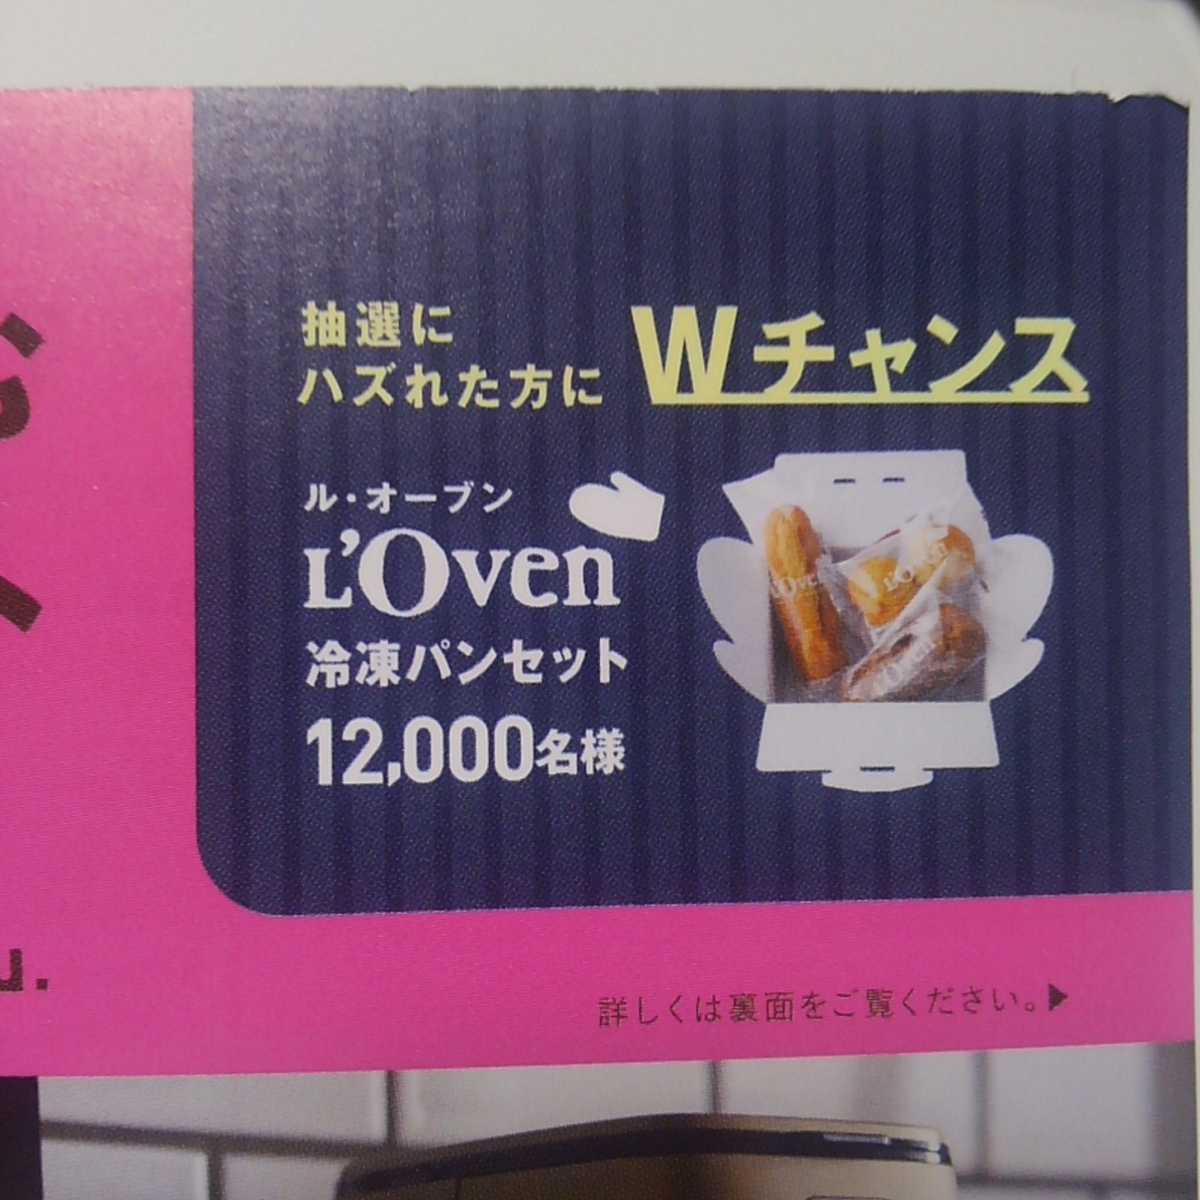 抽選に
ハズれた方に
Wチャンス
ル・オーブン
L'Oven
冷凍パンセット
12,000名様
詳しくは裏面をご覧ください。▶